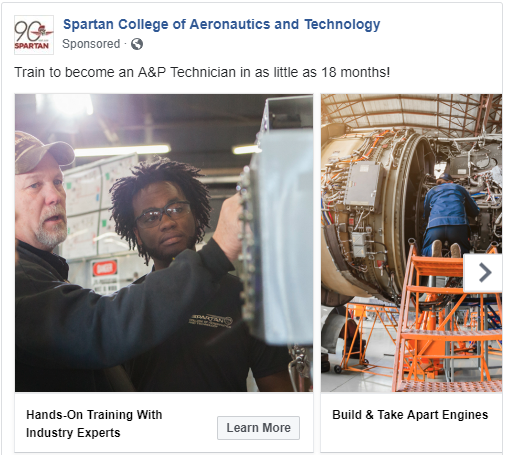 90
SPARTAN
Spartan College of Aeronautics and Technology
Sponsored ·
Train to become an A&P Technician in as little as 18 months!
DANGER
SPARTAN
Hands-On Training With
Industry Experts
Learn More
Build & Take Apart Engines